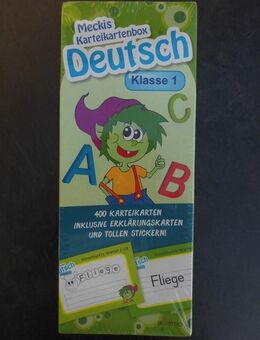 Meckis
Karteikartenbox
Deutsch
Klasse 1
C
A
B
400 KARTEIKARTEN
INKLUSIVE ERKLÄRUNGSKARTEN
UND TOLLEN STICKERN!
Fliege
Fliege